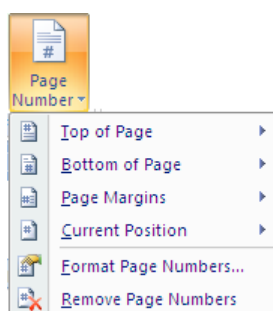 Page
Number
Top of Page
Bottom of Page
Page Margins
Current Position
Format Page Numbers...
Remove Page Numbers